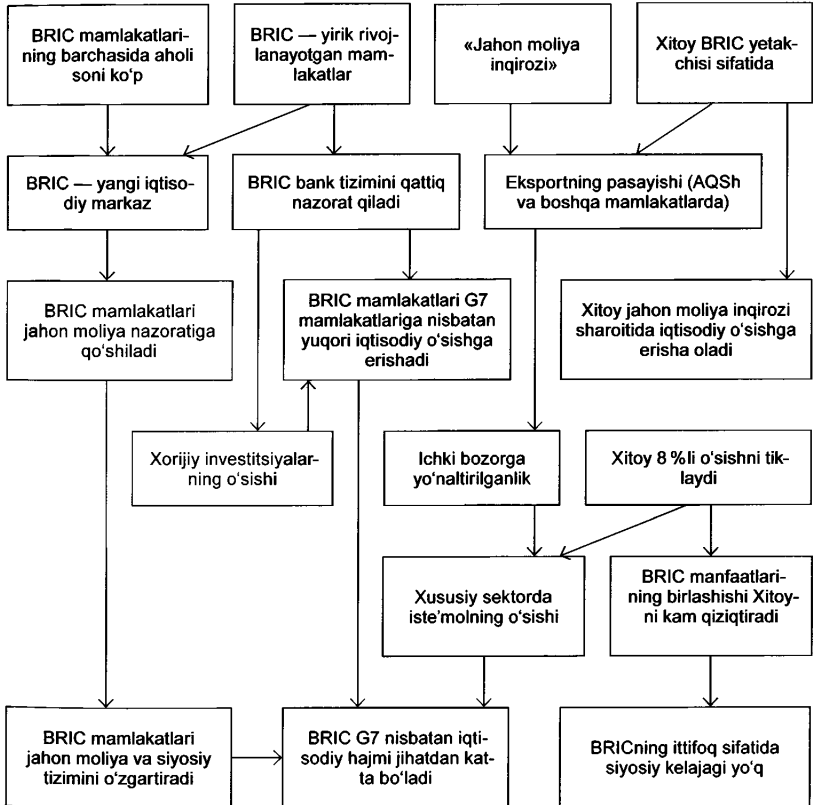 BRIC mamlakatlari-
ning barchasida aholi
soni ko‘p
BRIC — yirik rivoj-
lanayotgan mam-
lakatlar
«Jahon moliya
inqirozi»
Xitoy BRIC yetak-
chisi sifatida
BRIC — yangi iqtiso-
diy markaz
BRIC bank tizimini qattiq
nazorat qiladi
Eksportning pasayishi (AQSh
va boshqa mamlakatlarda)
BRIC mamlakatlari
jahon moliya nazoratiga
qo‘shiladi
BRIC mamlakatlari G7
mamlakatlariga nisbatan
yuqori iqtisodiy o‘sishga
erishadi
Xitoy jahon moliya inqirozi
sharoitida iqtisodiy o‘sishga
erisha oladi
Xorijiy investitsiyalar-
ning o‘sishi
Ichki bozorga
yo‘naltirilganlik
Xitoy 8 %li o‘sishni tik-
laydi
Xususiy sektorda
iste’molning o‘sishi
BRIC manfaatlari-
ning birlashishi Xitoy-
ni kam qiziqtiradi
BRIC mamlakatlari
jahon moliya va siyosiy
tizimini o‘zgartiradi
BRIC G7 nisbatan iqti-
sodiy hajmi jihatdan kat-
ta bo‘ladi
BRICning ittifoq sifatida
siyosiy kelajagi yo‘q